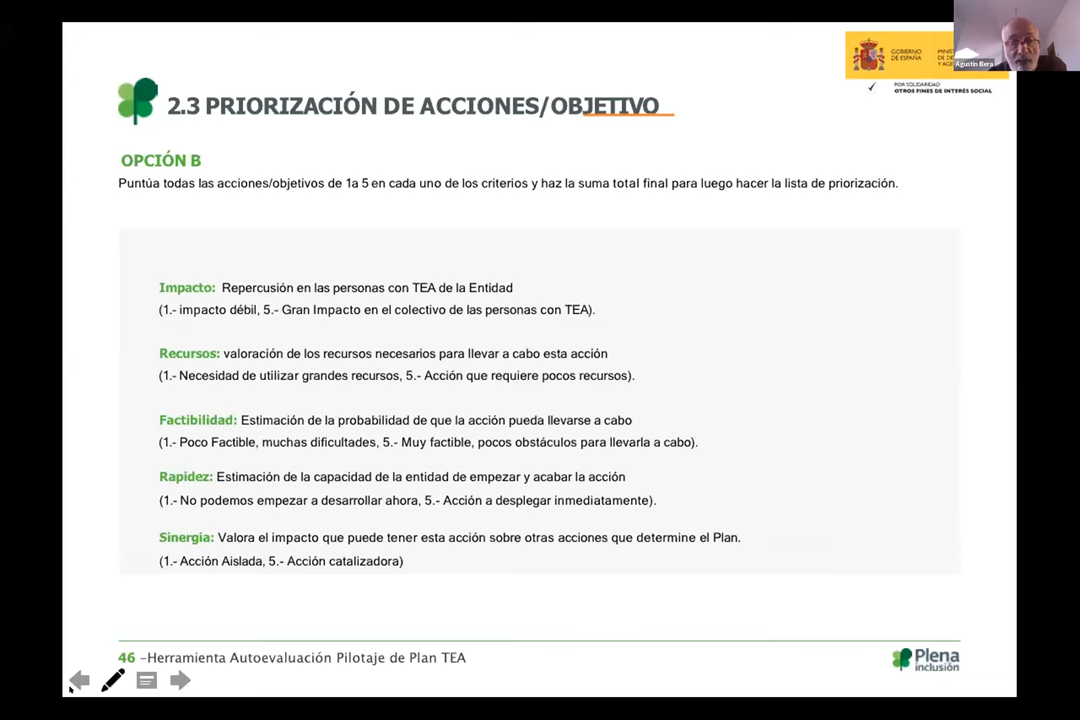 GOBIERNO
DE ESPAÑA
Agustin Illera
POR SOLIDARIDAD
OTROS FINES DE INTERÉS SOCIAL
2.3 PRIORIZACIÓN DE ACCIONES/OBJETIVO
OPCIÓN B
Puntúa todas las acciones/objetivos de 1a 5 en cada uno de los criterios y haz la suma total final para luego hacer la lista de priorización.
Impacto: Repercusión en las personas con TEA de la Entidad
(1.- impacto débil, 5.- Gran Impacto en el colectivo de las personas con TEA).
Recursos: valoración de los recursos necesarios para llevar a cabo esta acción
(1.- Necesidad de utilizar grandes recursos, 5.- Acción que requiere pocos recursos).
Factibilidad: Estimación de la probabilidad de que la acción pueda llevarse a cabo
(1.- Poco Factible, muchas dificultades, 5.- Muy factible, pocos obstáculos para llevarla a cabo).
Rapidez: Estimación de la capacidad de la entidad de empezar y acabar la acción
(1.- No podemos empezar a desarrollar ahora, 5.- Acción a desplegar inmediatamente).
Sinergia: Valora el impacto que puede tener esta acción sobre otras acciones que determine el Plan.
(1.- Acción Aislada, 5.- Acción catalizadora)
46 –Herramienta Autoevaluación Pilotaje de Plan TEA
Plena
inclusión